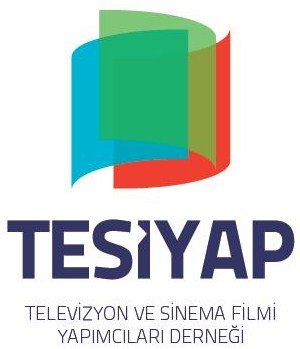 TESİYAP
TELEVİZYON VE SİNEMA FİLMİ
YAPIMCILARI DERNEĞİ